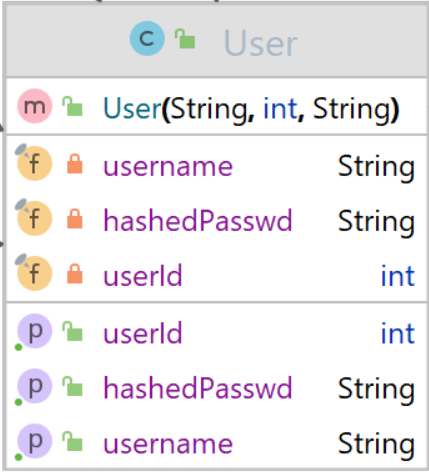 C User
m User(String, int, String)
f username String
f hashedPasswd String
f userId int
p userId int
p hashedPasswd String
p username String